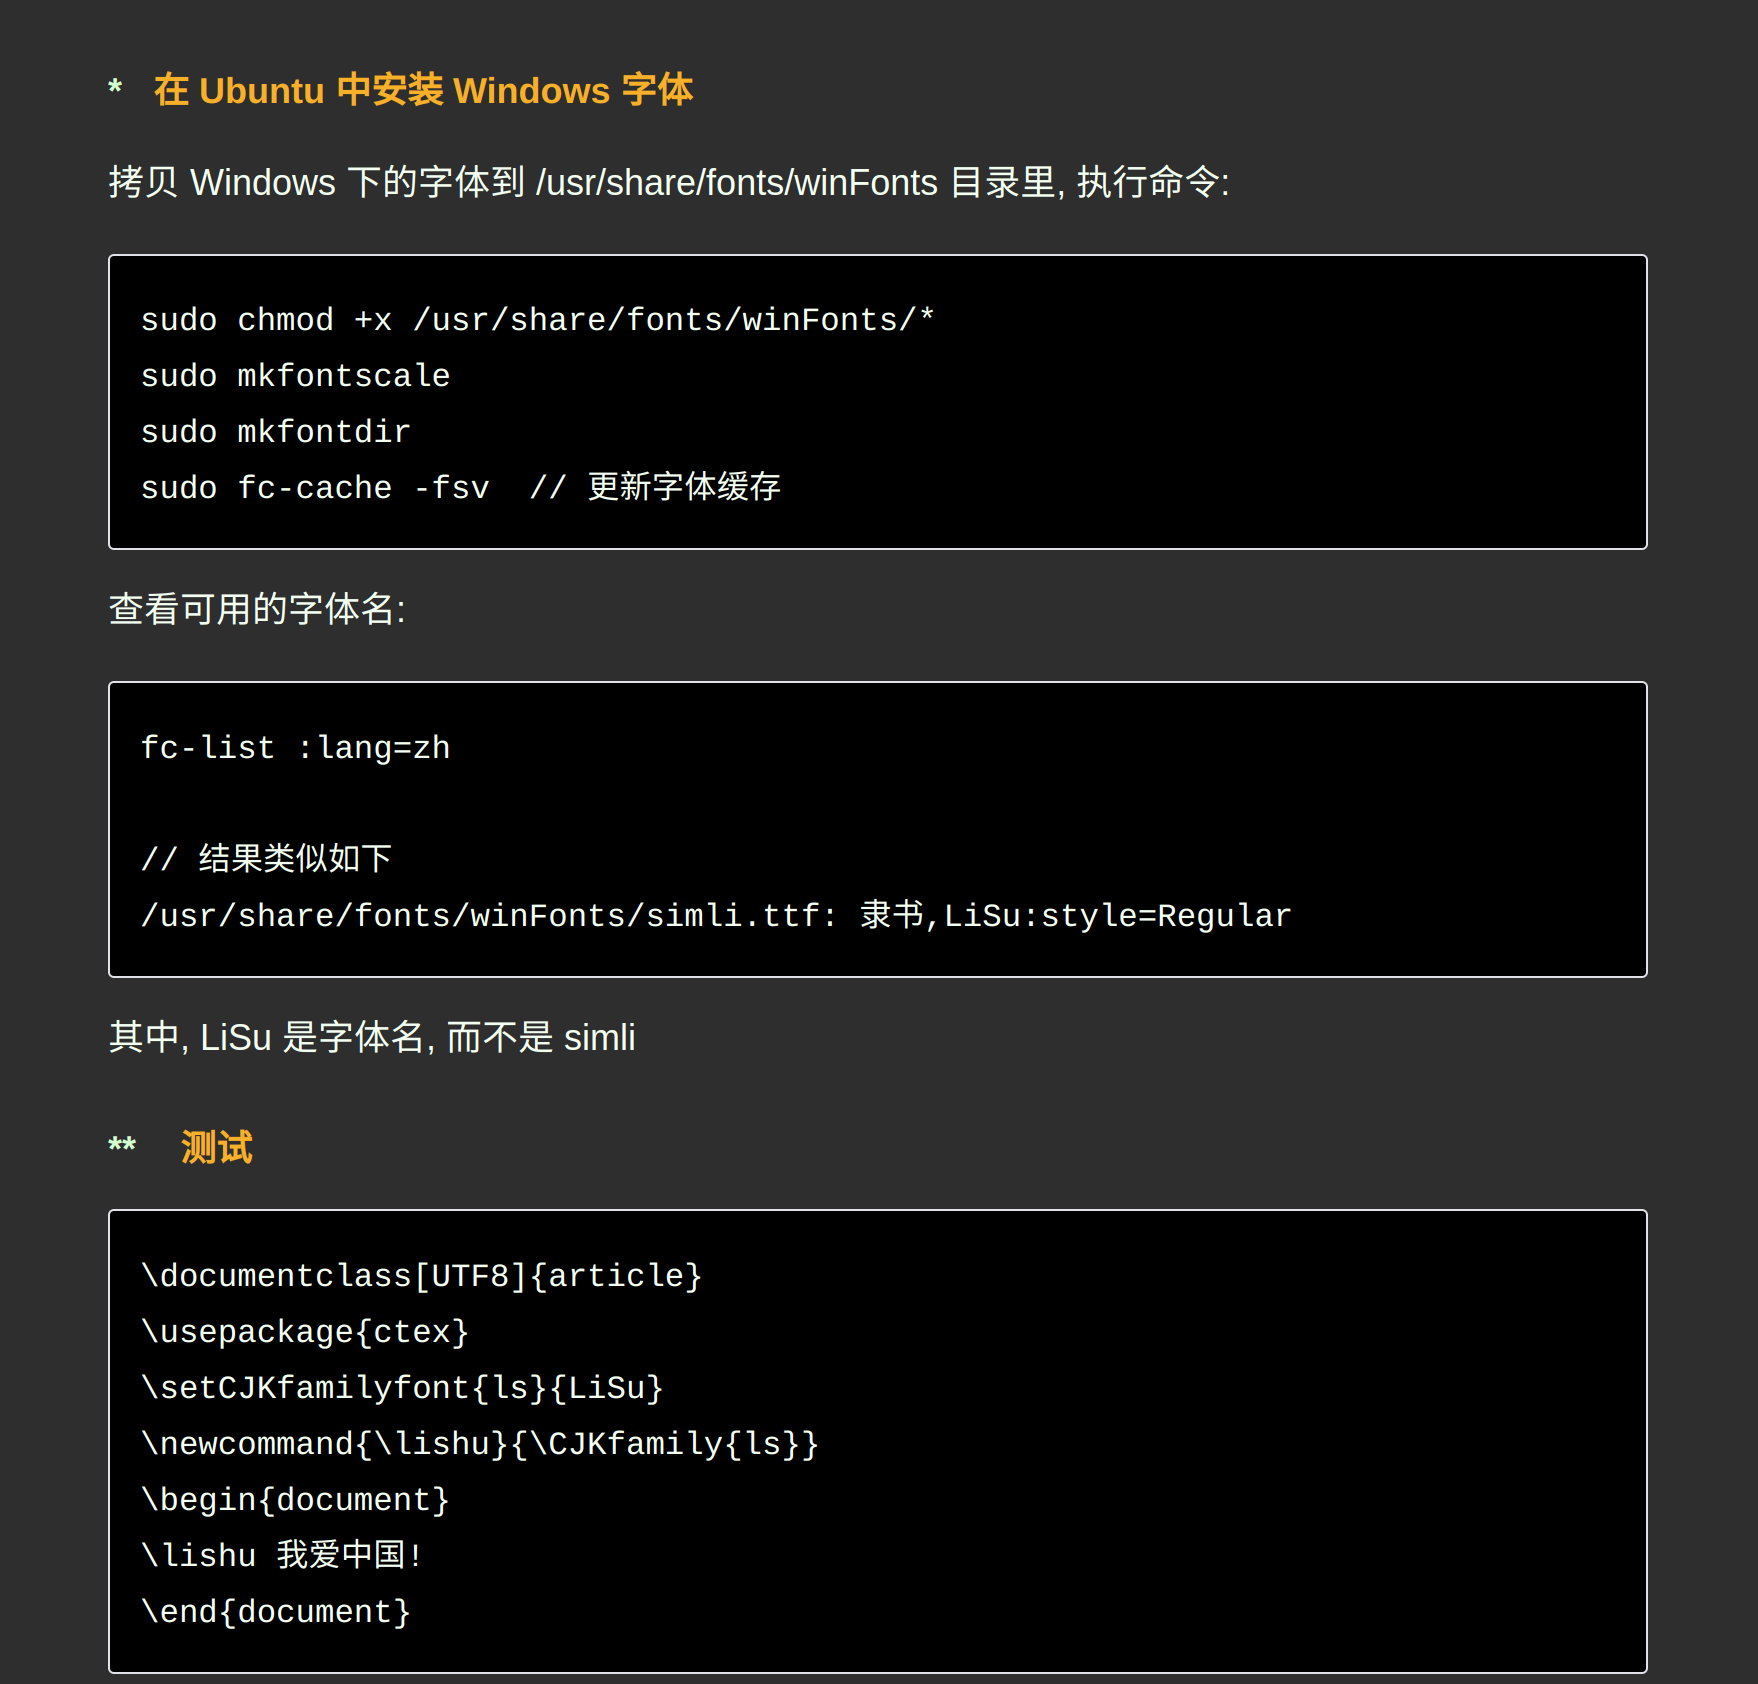 * 在 Ubuntu 中安装 Windows 字体
拷贝 Windows 下的字体到 /usr/share/fonts/winFonts 目录里, 执行命令:
sudo chmod +x /usr/share/fonts/winFonts/*
sudo mkfontscale
sudo mkfontdir
sudo fc-cache -fsv  // 更新字体缓存
查看可用的字体名:
fc-list :lang=zh
// 结果类似如下
/usr/share/fonts/winFonts/simli.ttf: 隶书,LiSu:style=Regular
其中, LiSu 是字体名, 而不是 simli
** 测试
\documentclass[UTF8]{article}
\usepackage{ctex}
\setCJKfamilyfont{ls}{LiSu}
\newcommand{\lishu}{\CJKfamily{ls}}
\begin{document}
\lishu 我爱中国!
\end{document}